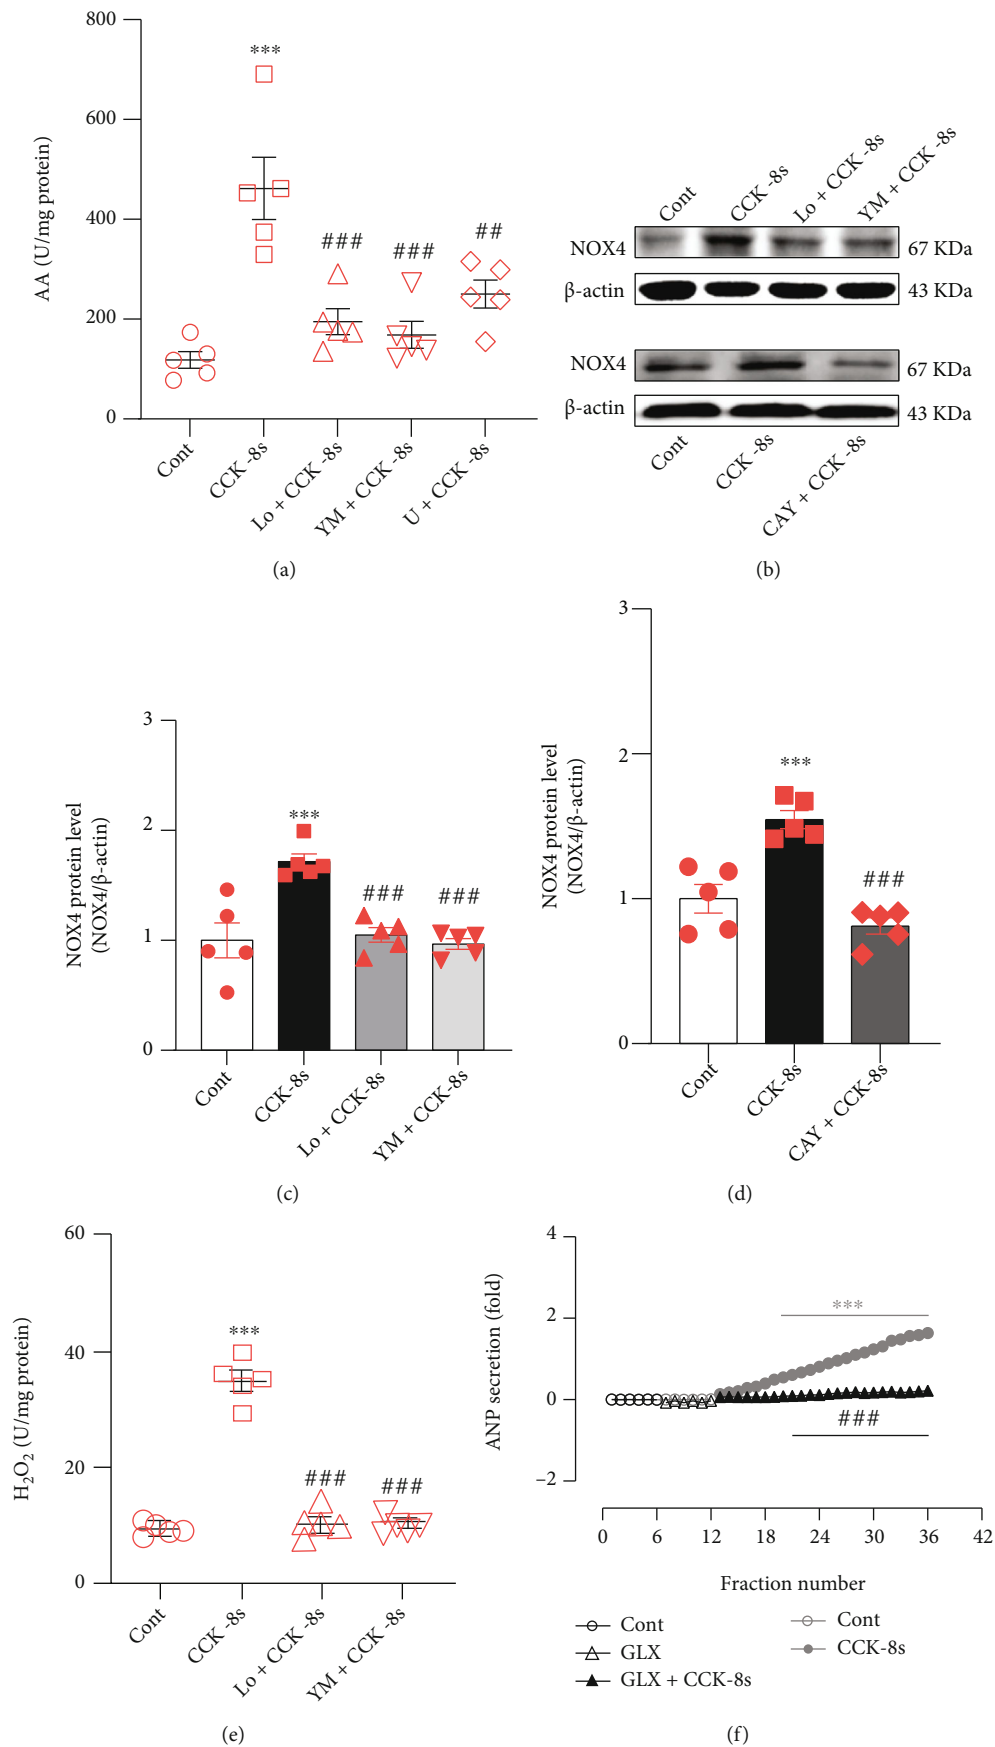 800
600
400
200
0
AA (U/mg protein)
***
###
###
##
Cont
CCK -8s
Lo + CCK -8s
YM + CCK -8s
U + CCK -8s
(a)
Cont
CCK -8s
Lo + CCK -8s
YM + CCK -8s
NOX4
67 KDa
β-actin
43 KDa
NOX4
67 KDa
β-actin
43 KDa
Cont
CCK -8s
CAY + CCK -8s
(b)
3
2
1
0
NOX4 protein level
(NOX4/β-actin)
***
###
###
Cont
CCK-8s
Lo + CCK-8s
YM + CCK-8s
(c)
3
2
1
0
NOX4 protein level
(NOX4/β-actin)
***
###
Cont
CCK-8s
CAY + CCK-8s
(d)
60
40
20
0
H₂O₂ (U/mg protein)
***
###
###
Cont
CCK -8s
Lo + CCK -8s
YM + CCK -8s
(e)
4
2
0
−2
ANP secretion (fold)
***
###
0 6 12 18 24 30 36 42
Fraction number
Cont
GLX
GLX + CCK-8s
Cont
CCK-8s
(f)